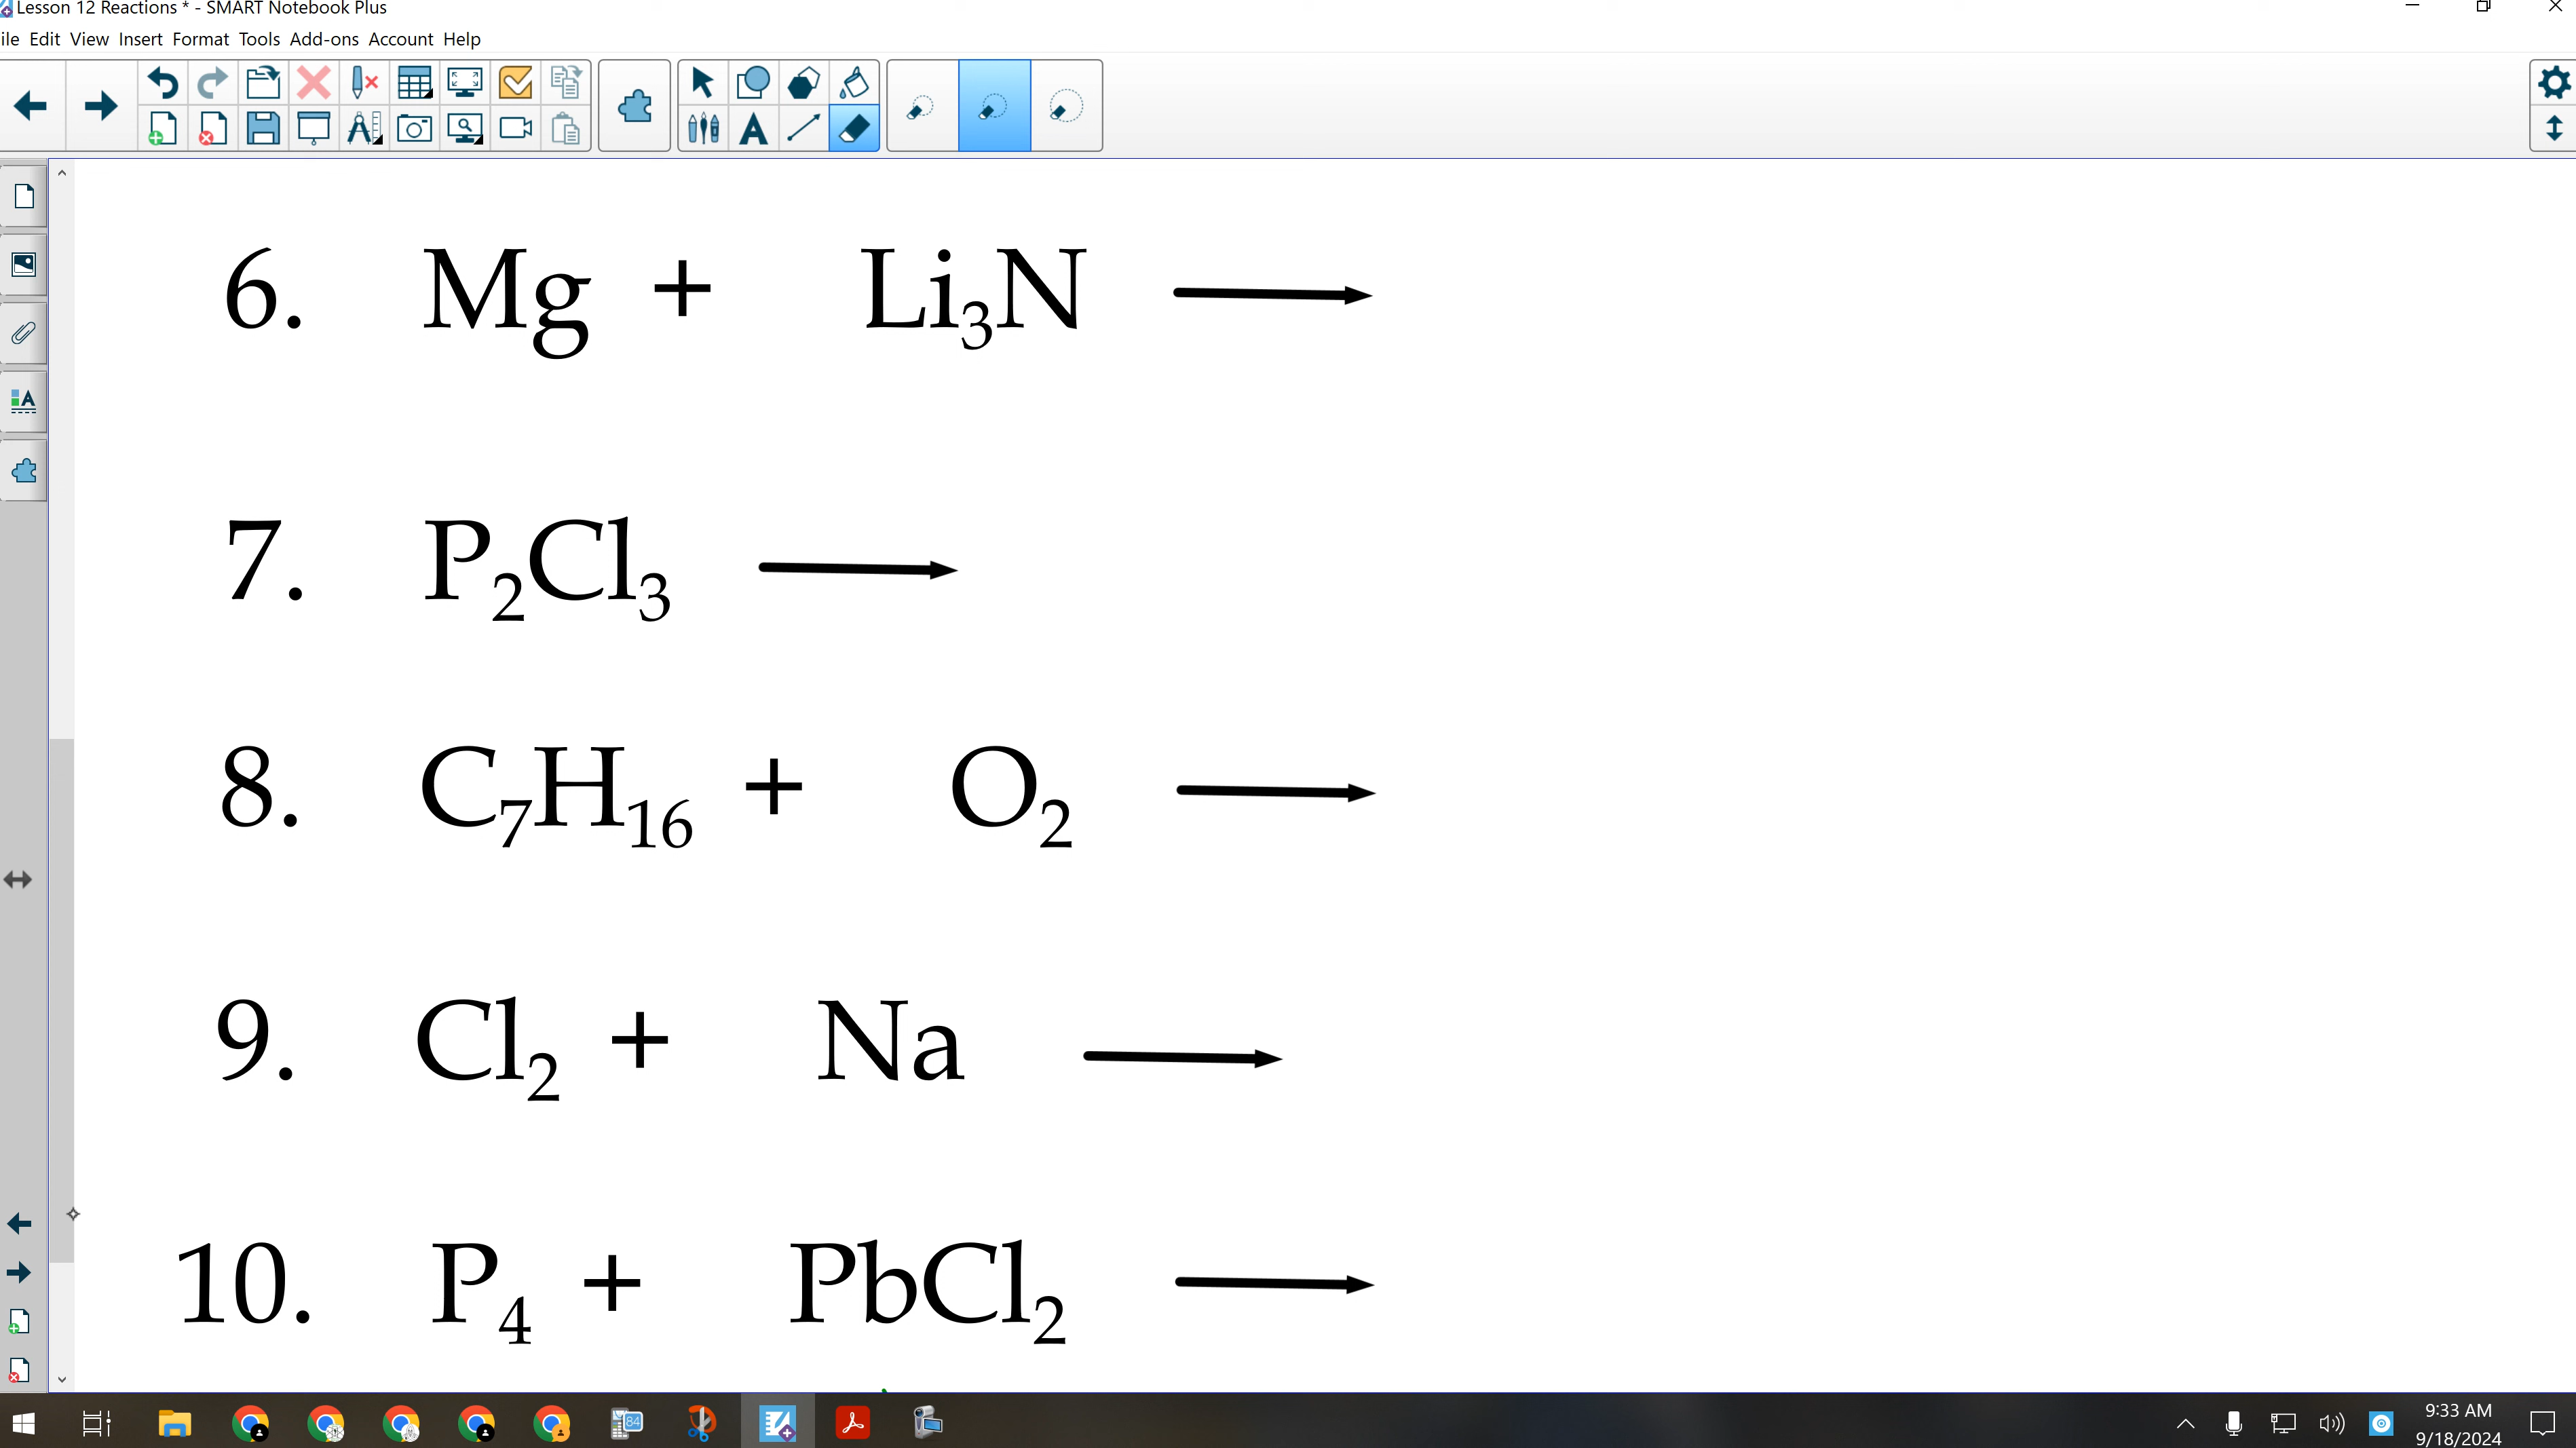 Lesson 12 Reactions * - SMART Notebook Plus
ile Edit View Insert Format Tools Add-ons Account Help
6. Mg + Li₃N ⟶
7. P₂Cl₃ ⟶
8. C₇H₁₆ + O₂ ⟶
9. Cl₂ + Na ⟶
10. P₄ + PbCl₂ ⟶
84
9:33 AM
9/18/2024